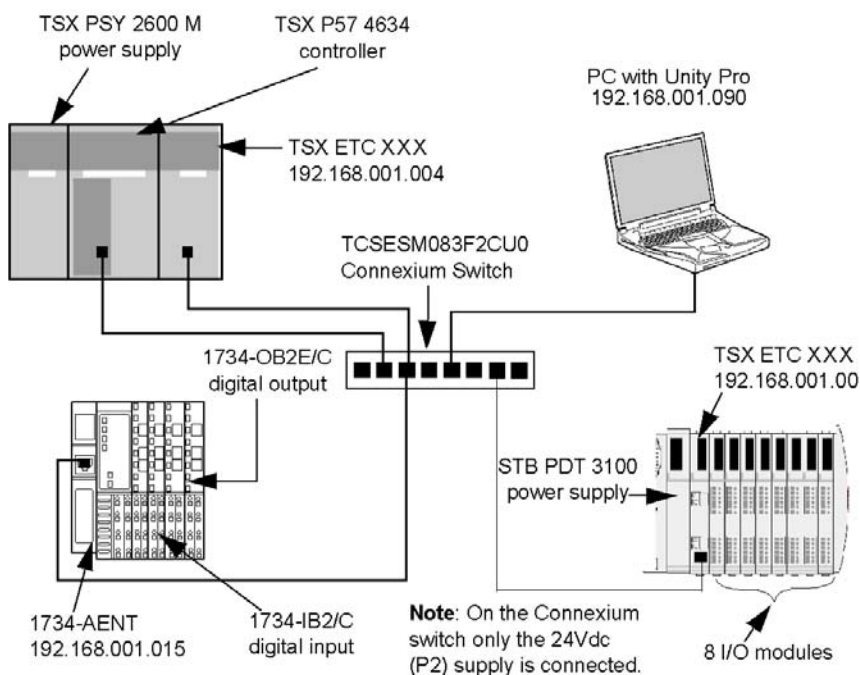 TSX PSY 2600 M
power supply
TSX P57 4634
controller
PC with Unity Pro
192.168.001.090
TSX ETC XXX
192.168.001.004
TCSESM083F2CU0
Connexium Switch
1734-OB2E/C
digital output
TSX ETC XXX
192.168.001.00
STB PDT 3100
power supply
1734-AENT
192.168.001.015
1734-IB2/C
digital input
Note: On the Connexium
switch only the 24Vdc
(P2) supply is connected.
8 I/O modules